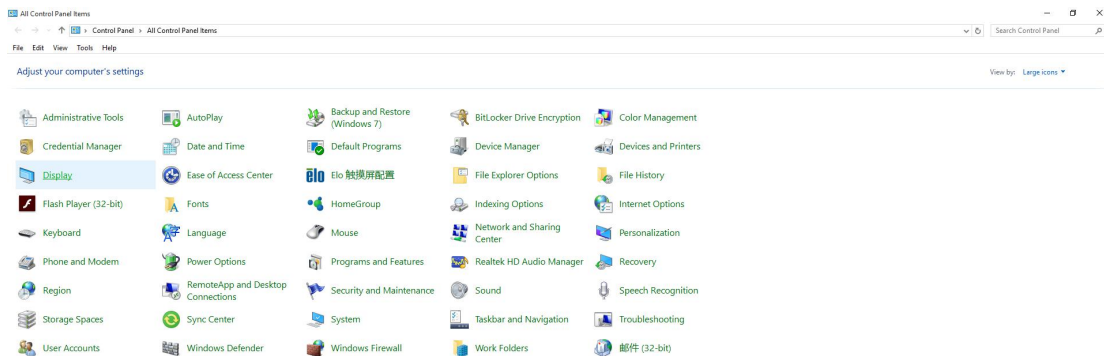 All Control Panel Items
Control Panel > All Control Panel Items
Search Control Panel
File Edit View Tools Help
Adjust your computer's settings
View by: Large icons
Administrative Tools
AutoPlay
Backup and Restore
(Windows 7)
BitLocker Drive Encryption
Color Management
Credential Manager
Date and Time
Default Programs
Device Manager
Devices and Printers
Display
Ease of Access Center
elo
Elo 触摸屏配置
File Explorer Options
File History
Flash Player (32-bit)
Fonts
HomeGroup
Indexing Options
Internet Options
Keyboard
Language
Mouse
Network and Sharing
Center
Personalization
Phone and Modem
Power Options
Programs and Features
Realtek HD Audio Manager
Recovery
Region
RemoteApp and Desktop
Connections
Security and Maintenance
Sound
Speech Recognition
Storage Spaces
Sync Center
System
Taskbar and Navigation
Troubleshooting
User Accounts
Windows Defender
Windows Firewall
Work Folders
邮件 (32-bit)